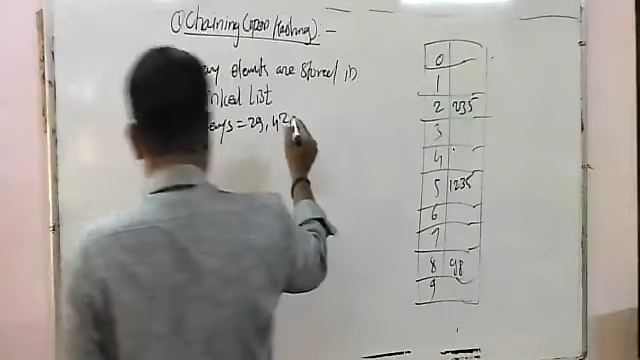 ① Chaining (open Hashing) -
elements are stored in
Linked List
keys = 29, 42
0
1
2 235
3
4
5 1235
6
7
8 98
9